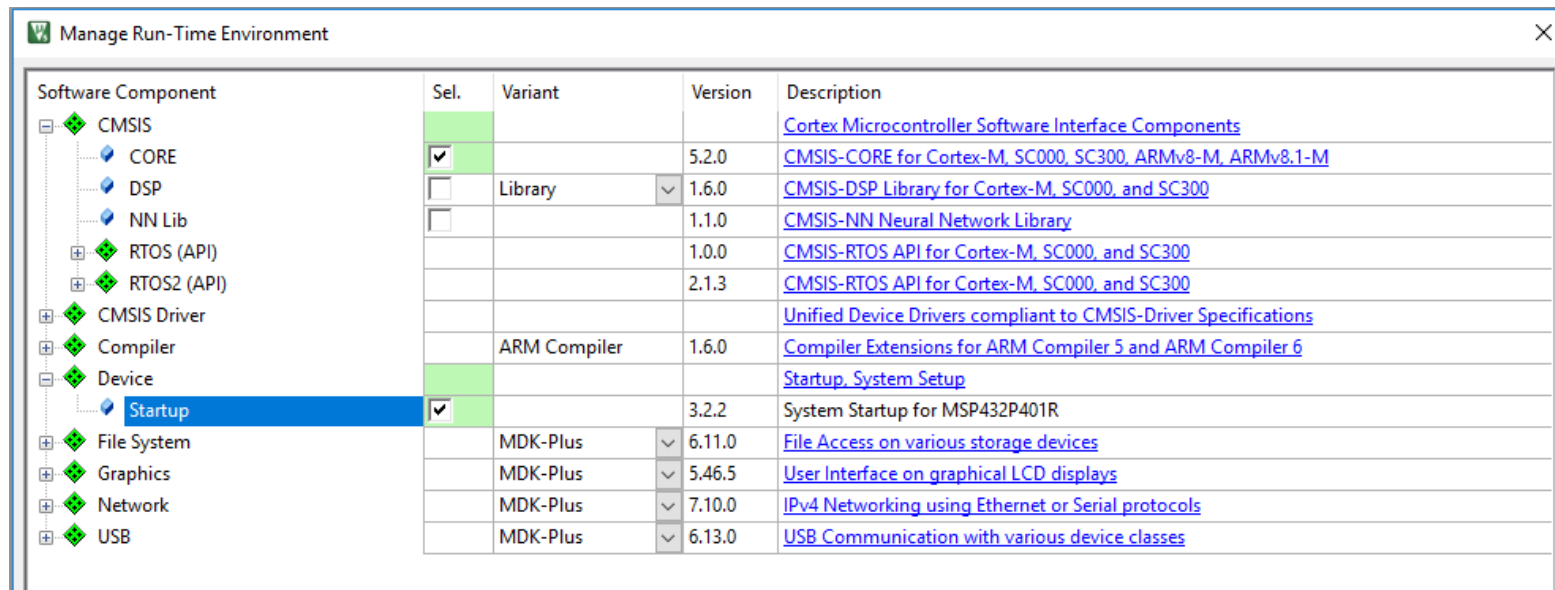 Manage Run-Time Environment
Software Component Sel. Variant Version Description
CMSIS Cortex Microcontroller Software Interface Components
CORE 5.2.0 CMSIS-CORE for Cortex-M, SC000, SC300, ARMv8-M, ARMv8.1-M
DSP Library 1.6.0 CMSIS-DSP Library for Cortex-M, SC000, and SC300
NN Lib 1.1.0 CMSIS-NN Neural Network Library
RTOS (API) 1.0.0 CMSIS-RTOS API for Cortex-M, SC000, and SC300
RTOS2 (API) 2.1.3 CMSIS-RTOS API for Cortex-M, SC000, and SC300
CMSIS Driver Unified Device Drivers compliant to CMSIS-Driver Specifications
Compiler ARM Compiler 1.6.0 Compiler Extensions for ARM Compiler 5 and ARM Compiler 6
Device Startup, System Setup
Startup 3.2.2 System Startup for MSP432P401R
File System MDK-Plus 6.11.0 File Access on various storage devices
Graphics MDK-Plus 5.46.5 User Interface on graphical LCD displays
Network MDK-Plus 7.10.0 IPv4 Networking using Ethernet or Serial protocols
USB MDK-Plus 6.13.0 USB Communication with various device classes